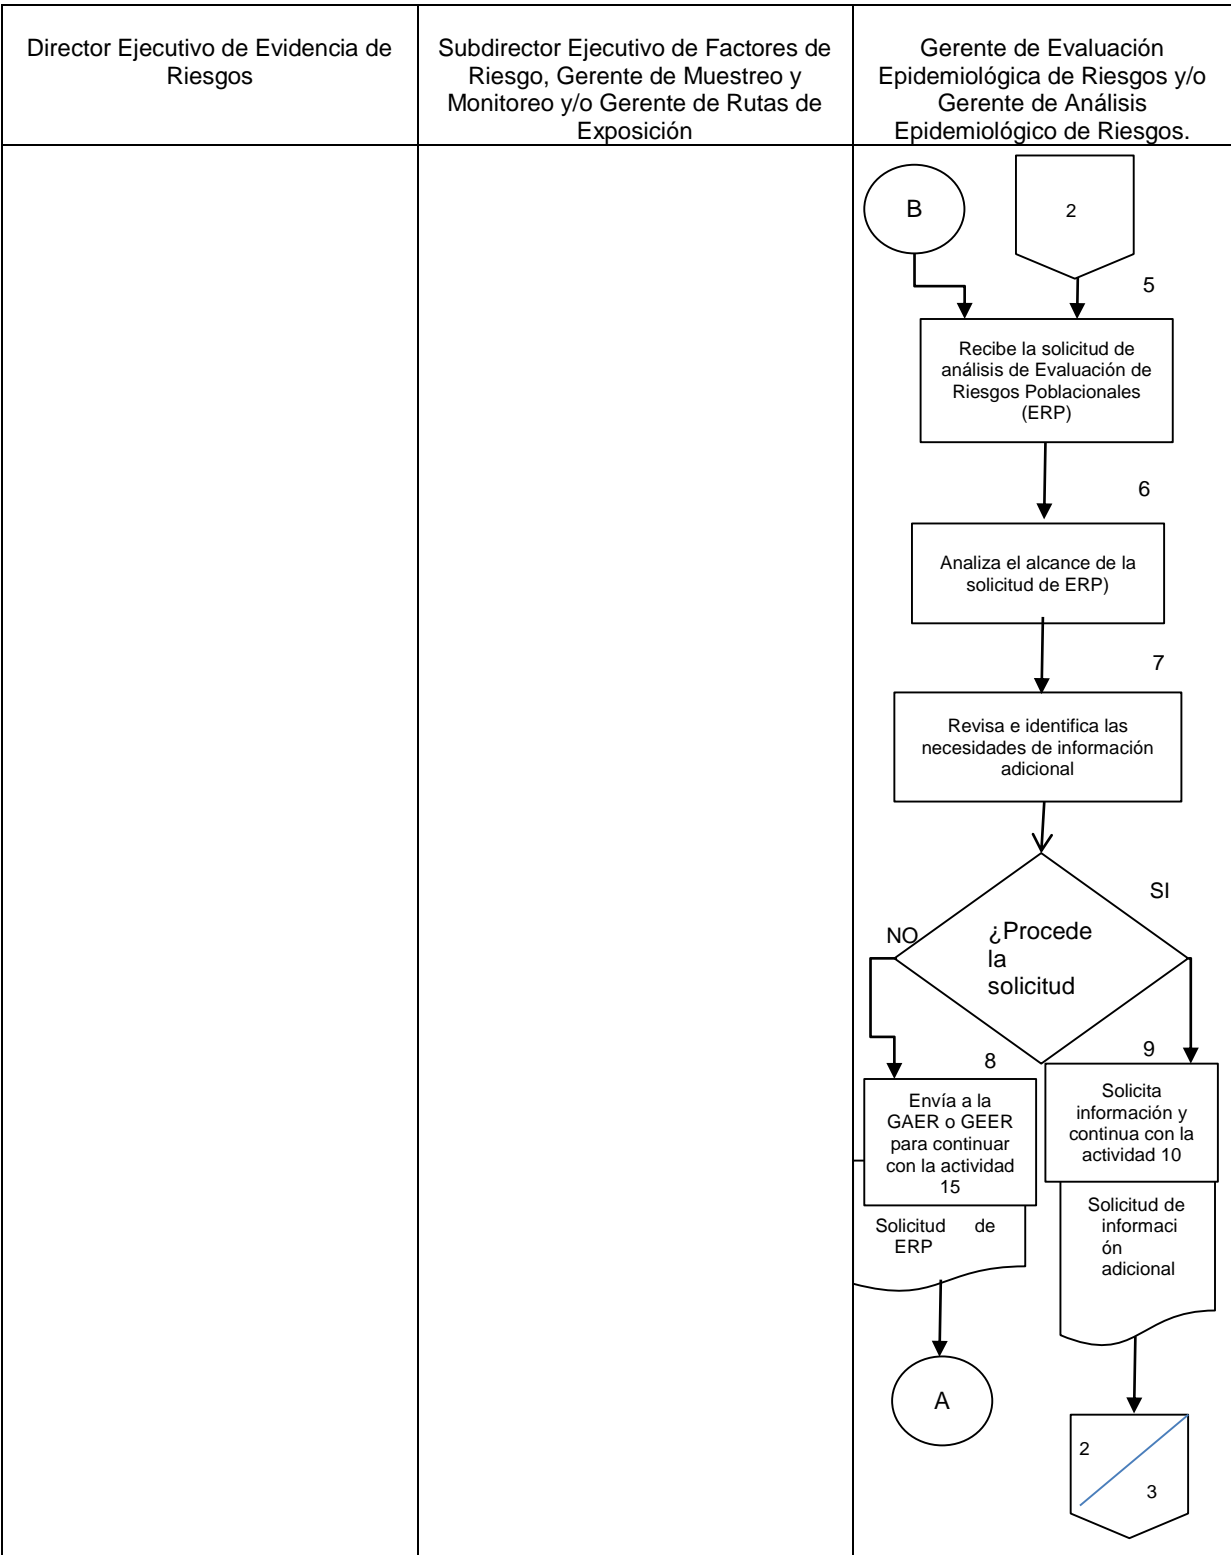 Director Ejecutivo de Evidencia de
Riesgos
Subdirector Ejecutivo de Factores de
Riesgo, Gerente de Muestreo y
Monitoreo y/o Gerente de Rutas de
Exposición
Gerente de Evaluación
Epidemiológica de Riesgos y/o
Gerente de Análisis
Epidemiológico de Riesgos.
B
2
5
Recibe la solicitud de
análisis de Evaluación de
Riesgos Poblacionales
(ERP)
6
Analiza el alcance de la
solicitud de ERP)
7
Revisa e identifica las
necesidades de información
adicional
SI
NO
¿Procede
la
solicitud
8
9
Envía a la
GAER o GEER
para continuar
con la actividad
15
Solicita
información y
continua con la
actividad 10
Solicitud de
ERP
Solicitud de
informaci
ón
adicional
A
2
3